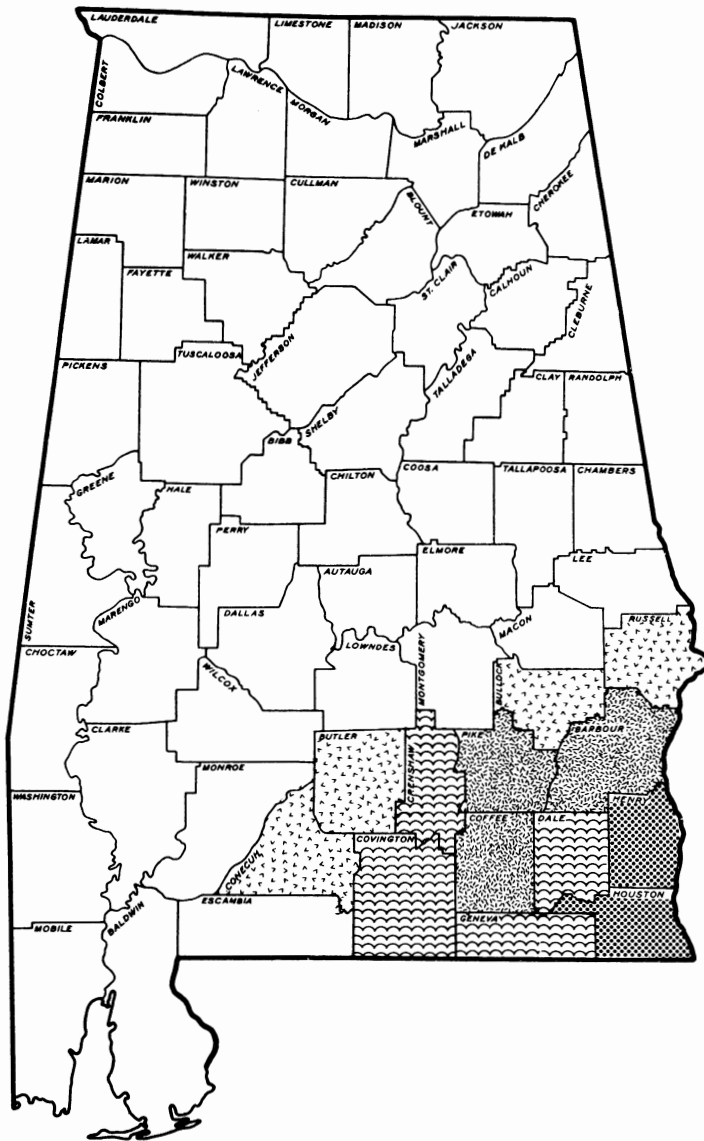 LAUDERDALE
LIMESTONE
MADISON
JACKSON
COLBERT
LAWRENCE
MORGAN
FRANKLIN
MARSHALL
DE KALB
MARION
WINSTON
CULLMAN
BLOUNT
ETOWAH
CHEROKEE
LAMAR
FAYETTE
WALKER
ST. CLAIR
CALHOUN
CLEBURNE
TUSCALOOSA
JEFFERSON
PICKENS
TALLADEGA
CLAY
RANDOLPH
SHELBY
BIBB
GREENE
HALE
CHILTON
COOSA
TALLAPOOSA
CHAMBERS
PERRY
AUTAUGA
ELMORE
LEE
SUMTER
MARENGO
DALLAS
MACON
RUSSELL
CHOCTAW
WILCOX
LOWNDES
MONTGOMERY
BULLOCK
CLARKE
BUTLER
CRENSHAW
PIKE
BARBOUR
MONROE
WASHINGTON
HENRY
COFFEE
DALE
CONECUH
COVINGTON
ESCAMBIA
HOUSTON
GENEVAY
MOBILE
BALDWIN